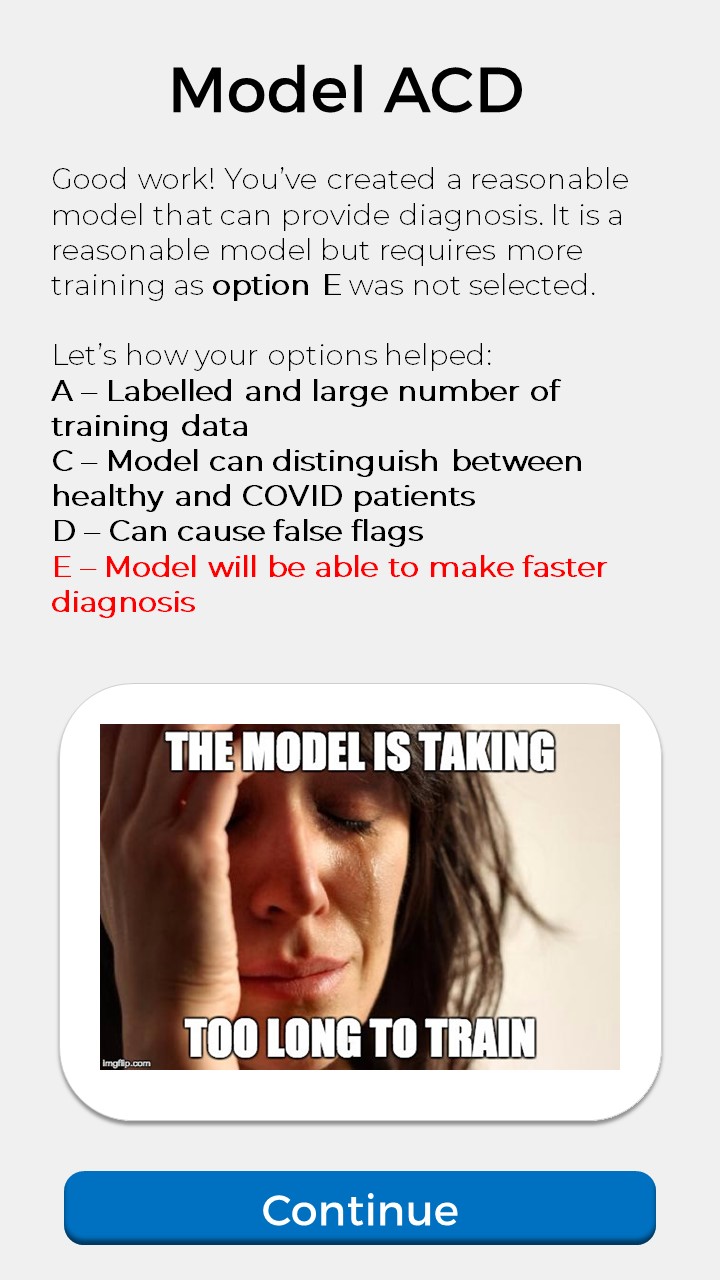 Model ACD
Good work! You've created a reasonable
model that can provide diagnosis. It is a
reasonable model but requires more
training as option E was not selected.
Let's how your options helped:
A – Labelled and large number of
training data
C – Model can distinguish between
healthy and COVID patients
D – Can cause false flags
E – Model will be able to make faster
diagnosis
THE MODEL IS TAKING
TOO LONG TO TRAIN
imgflip.com
Continue